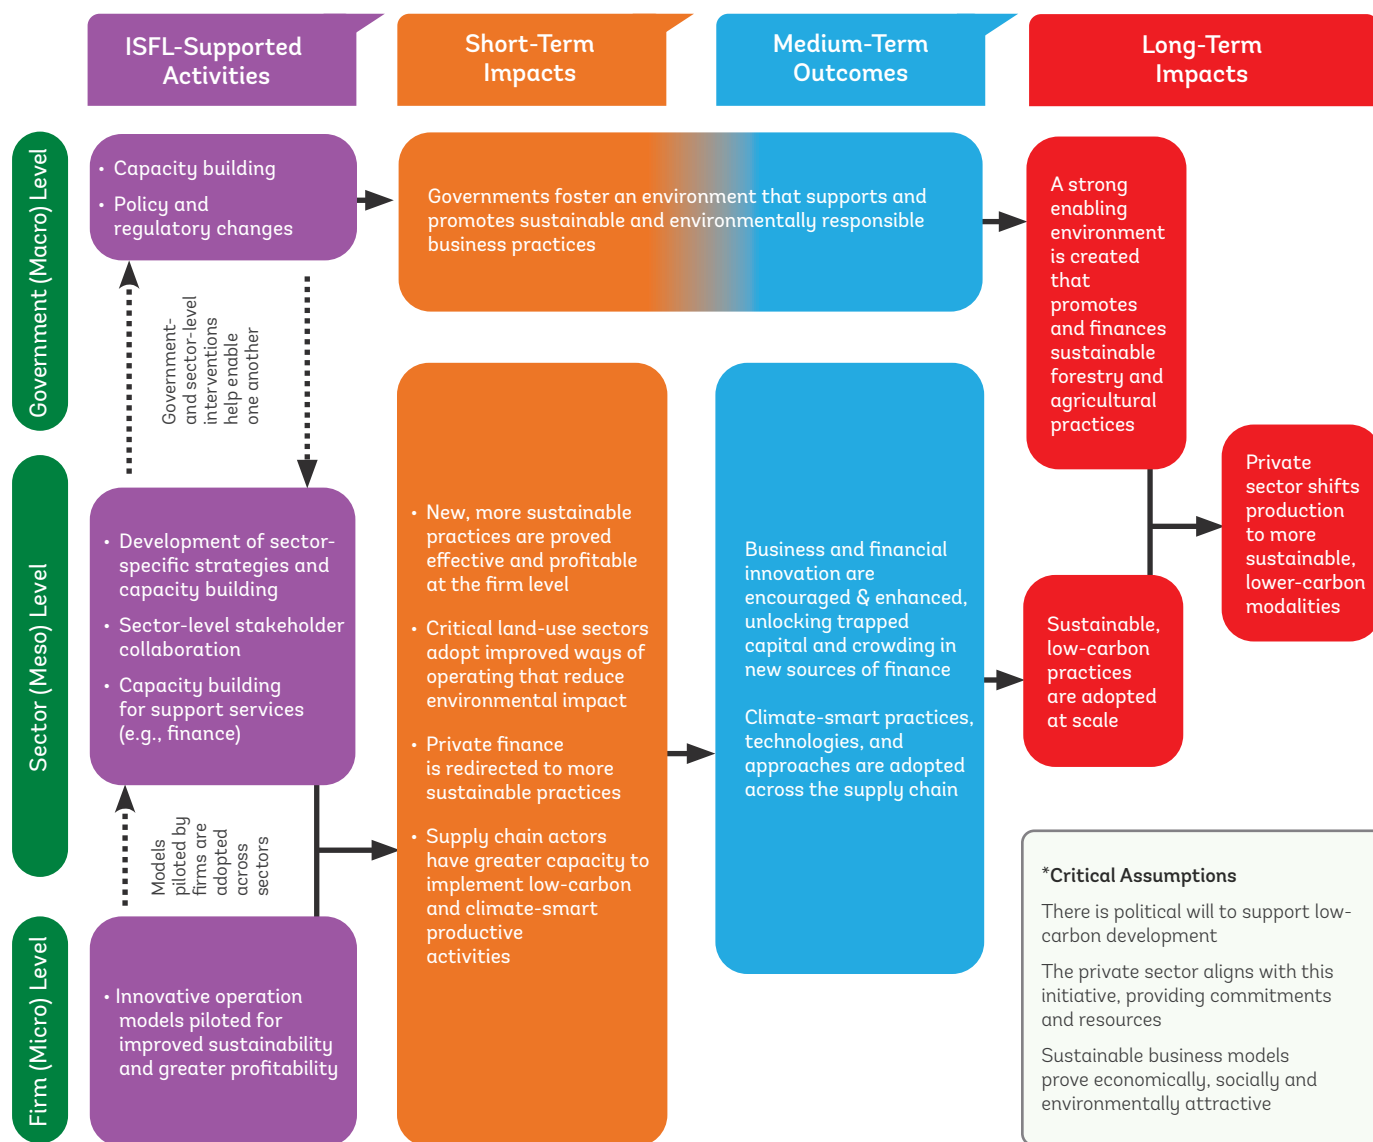 ISFL-Supported
Activities
Short-Term
Impacts
Medium-Term
Outcomes
Long-Term
Impacts
Government (Macro) Level
• Capacity building
• Policy and
regulatory changes
Governments foster an environment that supports and
promotes sustainable and environmentally responsible
business practices
A strong
enabling
environment
is created
that
promotes
and finances
sustainable
forestry and
agricultural
practices
Government-
and sector-level
interventions
help enable
one another
Sector (Meso) Level
• Development of sector-
specific strategies and
capacity building
• Sector-level stakeholder
collaboration
• Capacity building
for support services
(e.g., finance)
• New, more sustainable
practices are proved
effective and profitable
at the firm level
• Critical land-use sectors
adopt improved ways of
operating that reduce
environmental impact
• Private finance
is redirected to more
sustainable practices
• Supply chain actors
have greater capacity to
implement low-carbon
and climate-smart
productive
activities
Business and financial
innovation are
encouraged & enhanced,
unlocking trapped
capital and crowding in
new sources of finance
Climate-smart practices,
technologies, and
approaches are adopted
across the supply chain
Sustainable,
low-carbon
practices
are adopted
at scale
Private
sector shifts
production
to more
sustainable,
lower-carbon
modalities
Models
piloted by
firms are
adopted
across
sectors
Firm (Micro) Level
• Innovative operation
models piloted for
improved sustainability
and greater profitability
*Critical Assumptions
There is political will to support low-
carbon development
The private sector aligns with this
initiative, providing commitments
and resources
Sustainable business models
prove economically, socially and
environmentally attractive